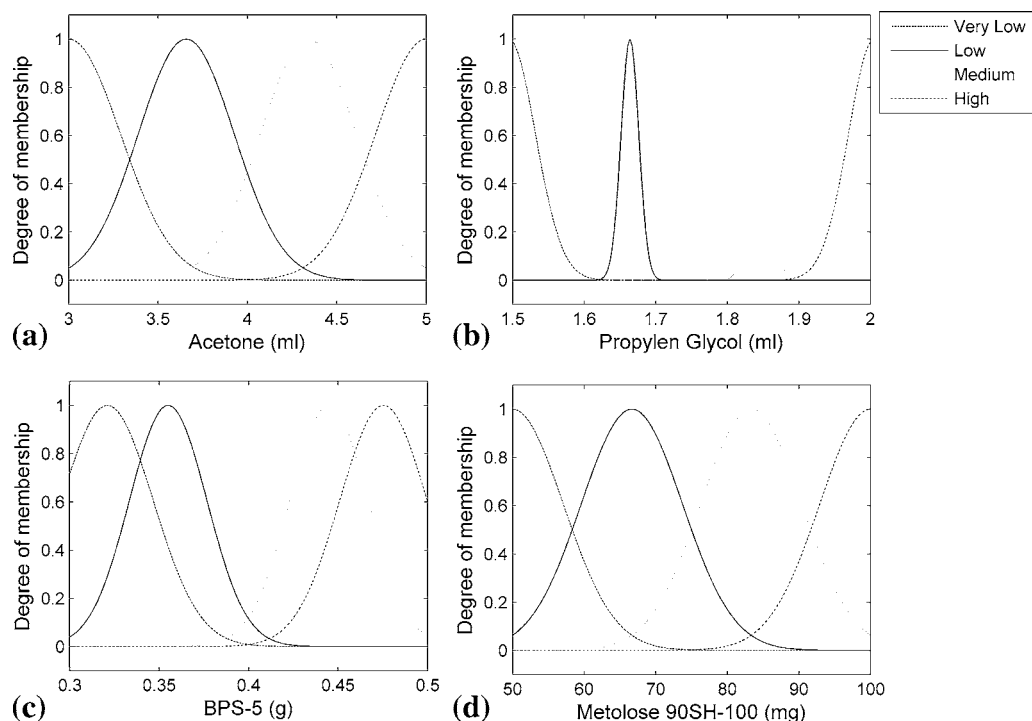 Very Low
Low
Medium
High
1
0.8
0.6
0.4
0.2
0
Degree of membership
3
3.5
4
4.5
5
(a)
Acetone (ml)
1
0.8
0.6
0.4
0.2
0
Degree of membership
1.5
1.6
1.7
1.8
1.9
2
(b)
Propylen Glycol (ml)
1
0.8
0.6
0.4
0.2
0
Degree of membership
0.3
0.35
0.4
0.45
0.5
(c)
BPS-5 (g)
1
0.8
0.6
0.4
0.2
0
Degree of membership
50
60
70
80
90
100
(d)
Metolose 90SH-100 (mg)